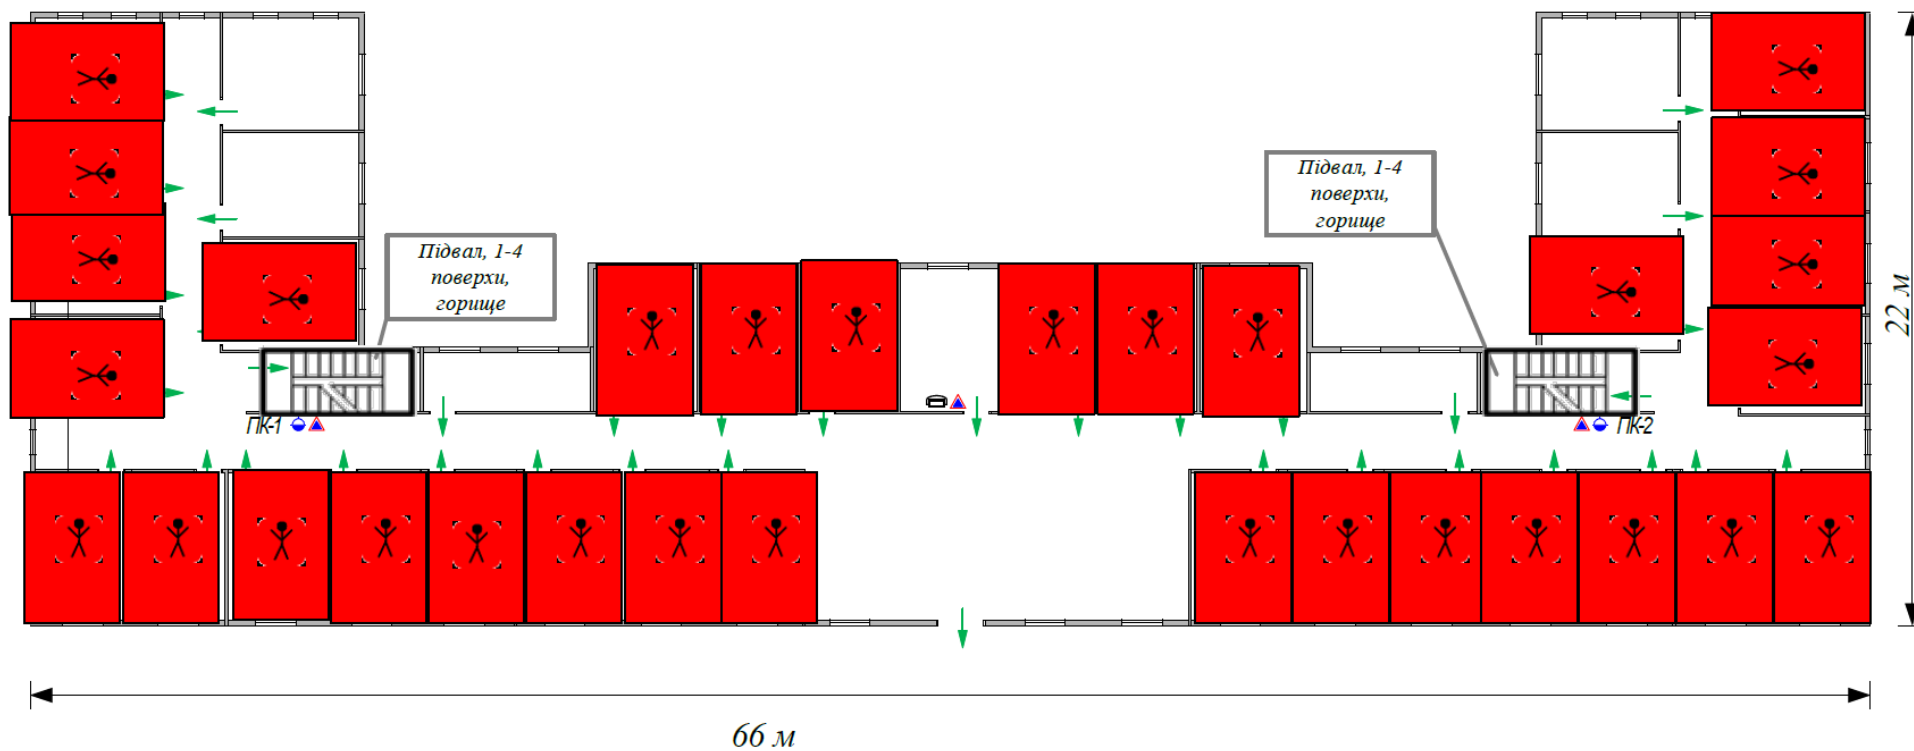 Підвал, 1-4
поверхи,
горище
Підвал, 1-4
поверхи,
горище
22 м
ПК-1
ПК-2
66 м